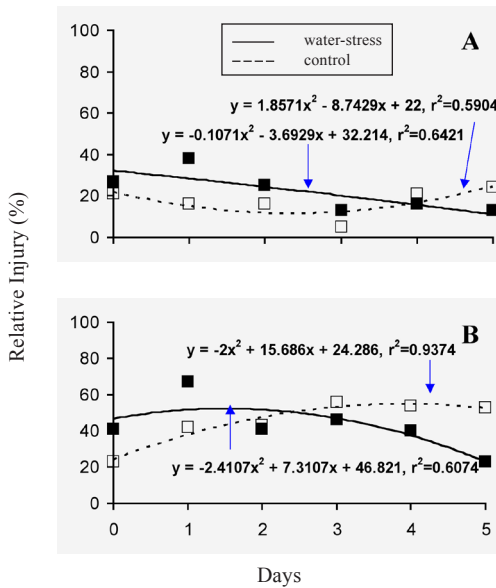 100
80
60
40
20
0
A
water-stress
control
y = 1.8571x² - 8.7429x + 22, r²=0.5904
y = -0.1071x² - 3.6929x + 32.214, r²=0.6421
Relative Injury (%)
100
80
60
40
20
0
B
y = -2x² + 15.686x + 24.286, r²=0.9374
y = -2.4107x² + 7.3107x + 46.821, r²=0.6074
0 1 2 3 4 5
Days